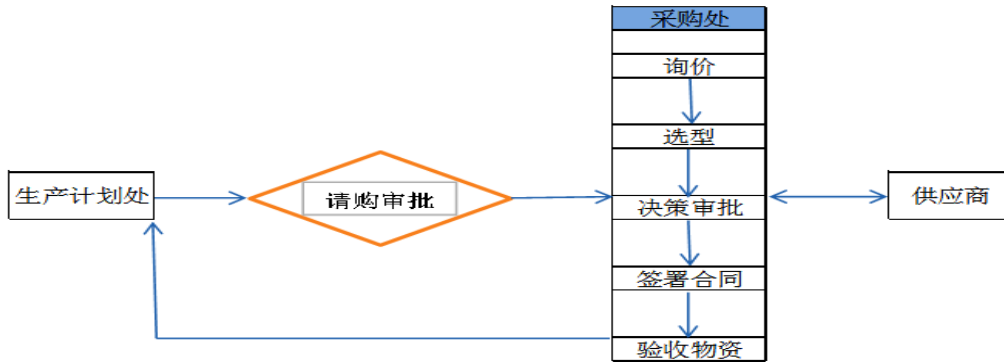 采购处
询价
选型
生产计划处
请购审批
决策审批
供应商
签署合同
验收物资